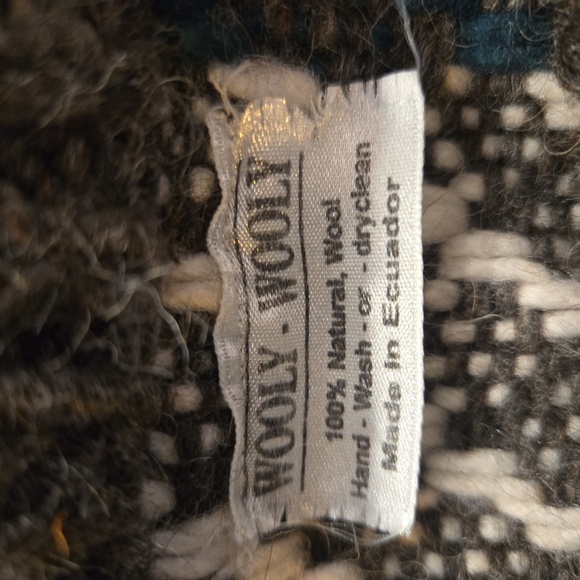 WOOLY - WOOLY
100% Natural, Wool
Hand - Wash - or - dryclean
Made in Ecuador